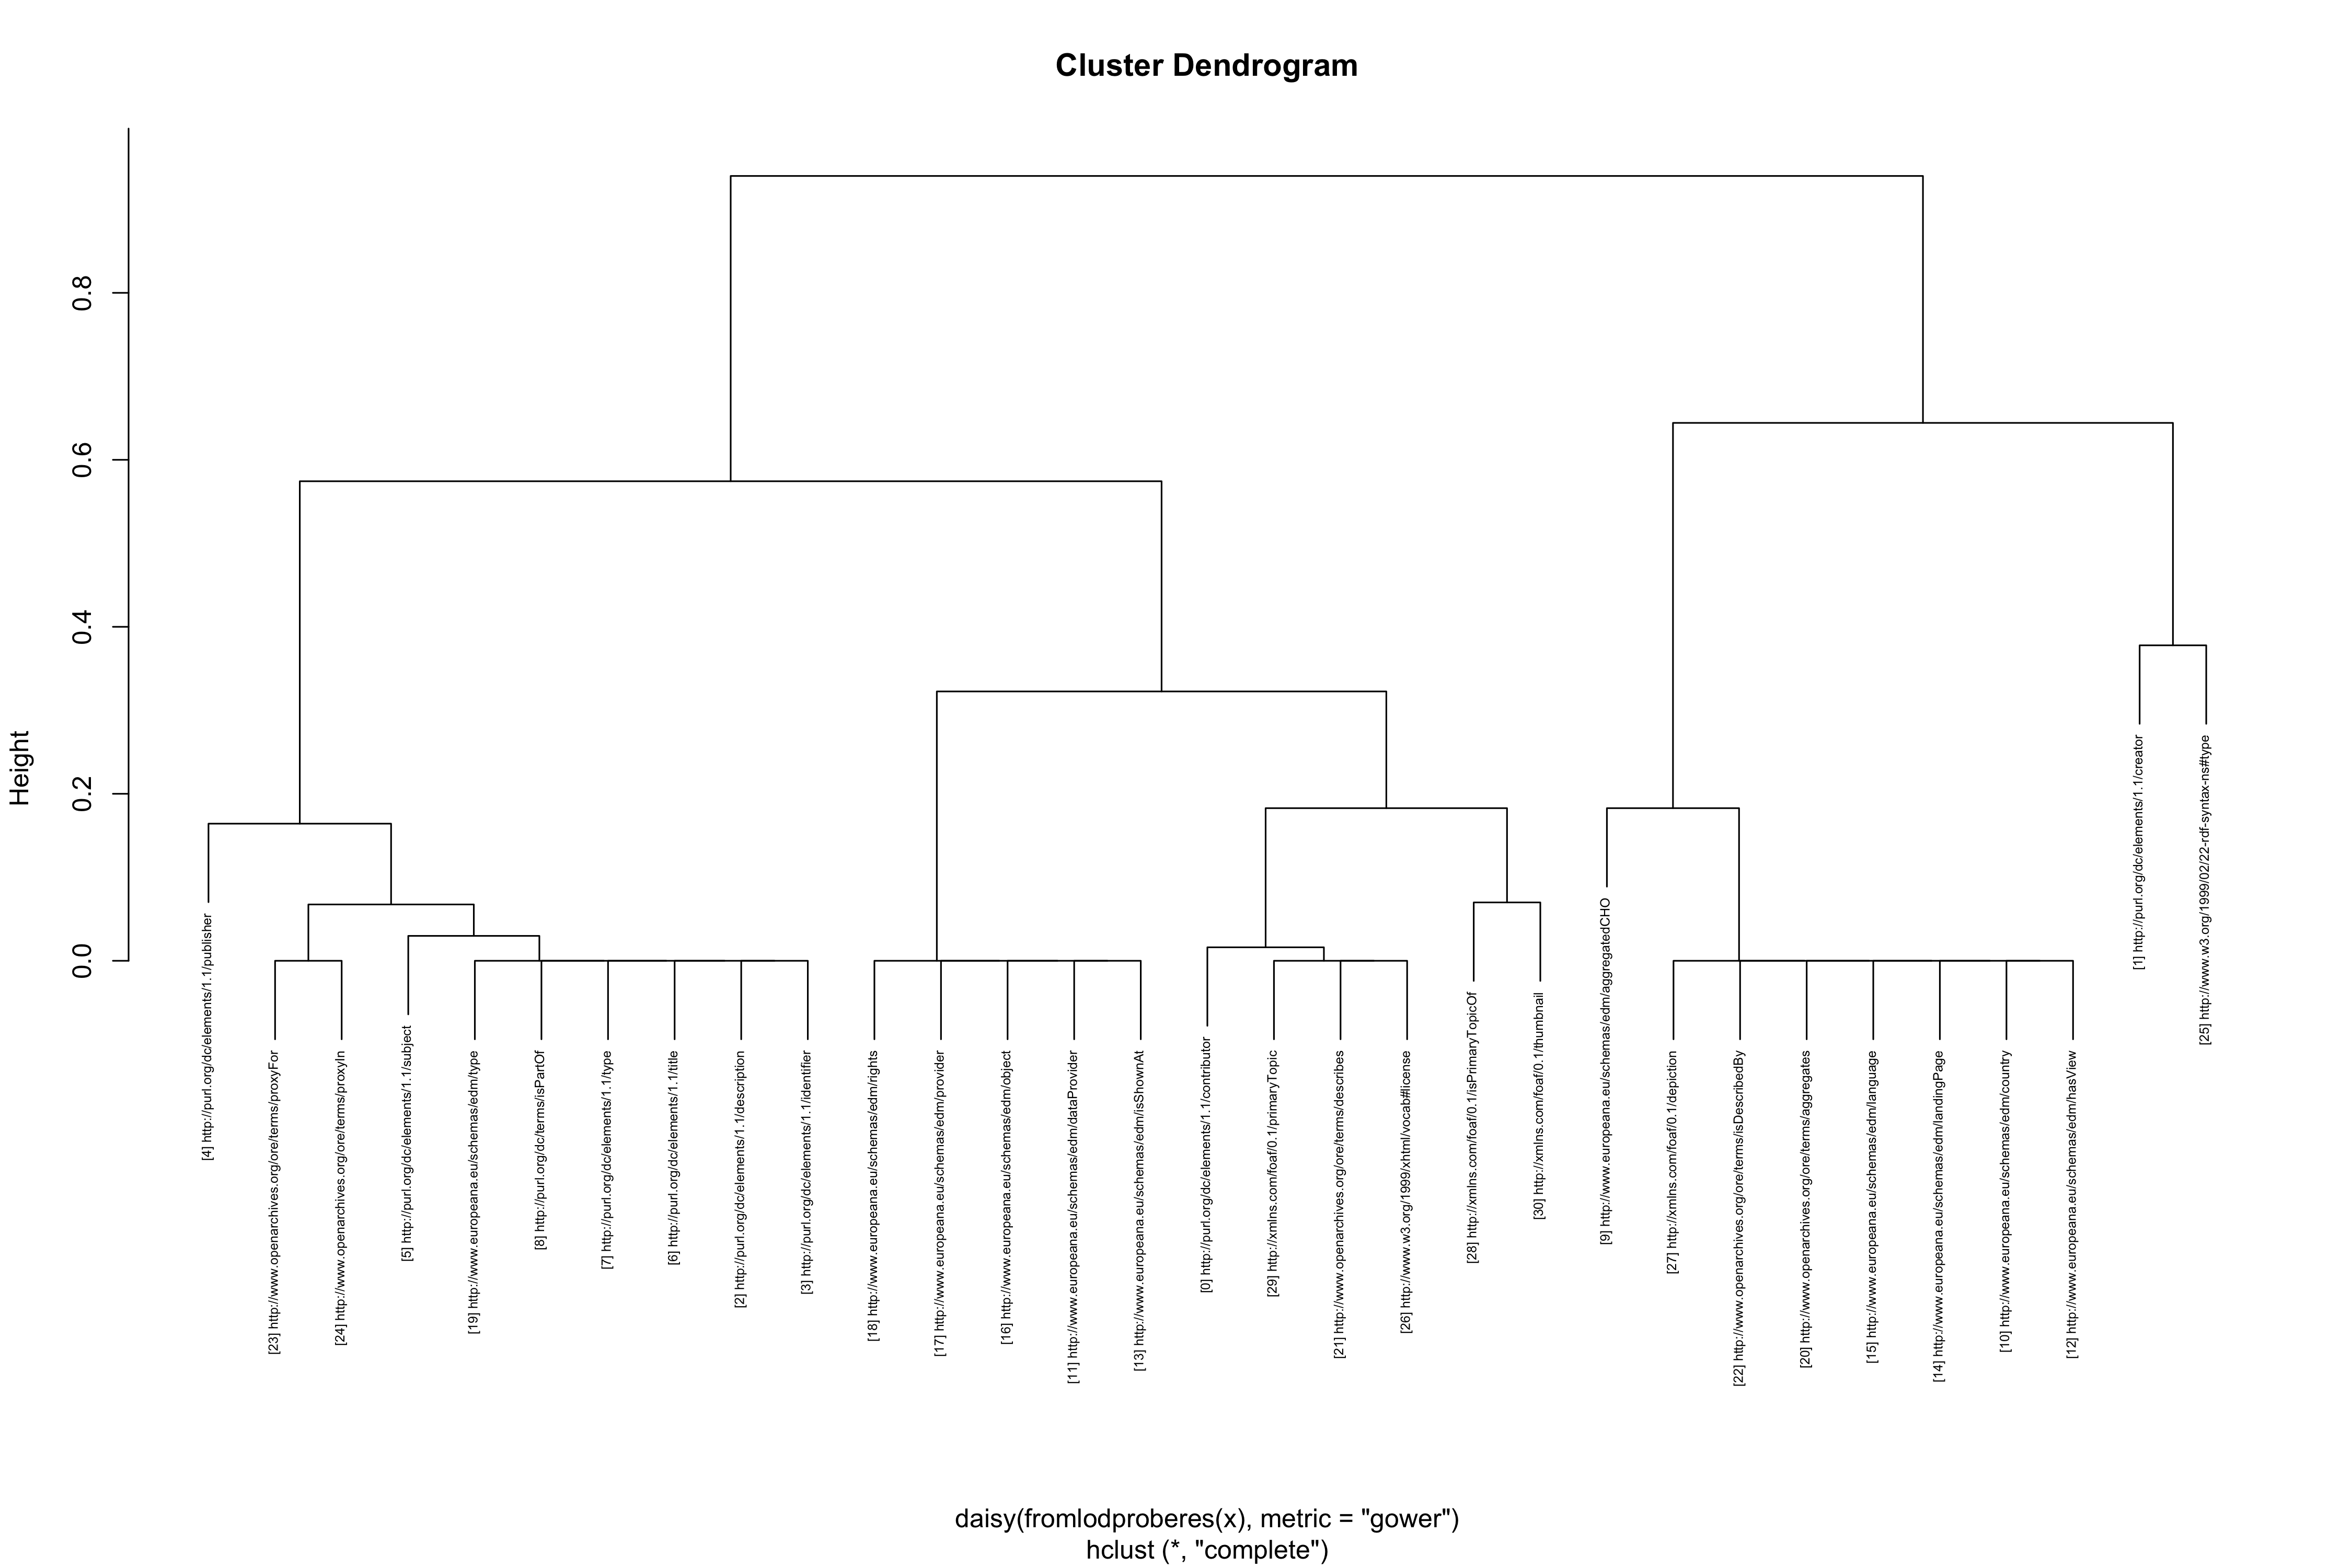 Cluster Dendrogram
Height
0.0
0.2
0.4
0.6
0.8
[4] http://purl.org/dc/elements/1.1/publisher
[23] http://www.openarchives.org/ore/terms/proxyFor
[24] http://www.openarchives.org/ore/terms/proxyIn
[5] http://purl.org/dc/elements/1.1/subject
[19] http://www.europeana.eu/schemas/edm/type
[8] http://purl.org/dc/terms/isPartOf
[7] http://purl.org/dc/elements/1.1/type
[6] http://purl.org/dc/elements/1.1/title
[2] http://purl.org/dc/elements/1.1/description
[3] http://purl.org/dc/elements/1.1/identifier
[18] http://www.europeana.eu/schemas/edm/rights
[17] http://www.europeana.eu/schemas/edm/provider
[16] http://www.europeana.eu/schemas/edm/object
[11] http://www.europeana.eu/schemas/edm/dataProvider
[13] http://www.europeana.eu/schemas/edm/isShownAt
[0] http://purl.org/dc/elements/1.1/contributor
[29] http://xmlns.com/foaf/0.1/primaryTopic
[21] http://www.openarchives.org/ore/terms/describes
[26] http://www.w3.org/1999/xhtml/vocab#license
[28] http://xmlns.com/foaf/0.1/isPrimaryTopicOf
[30] http://xmlns.com/foaf/0.1/thumbnail
[9] http://www.europeana.eu/schemas/edm/aggregatedCHO
[27] http://xmlns.com/foaf/0.1/depiction
[22] http://www.openarchives.org/ore/terms/isDescribedBy
[20] http://www.openarchives.org/ore/terms/aggregates
[15] http://www.europeana.eu/schemas/edm/language
[14] http://www.europeana.eu/schemas/edm/landingPage
[10] http://www.europeana.eu/schemas/edm/country
[12] http://www.europeana.eu/schemas/edm/hasView
[1] http://purl.org/dc/elements/1.1/creator
[25] http://www.w3.org/1999/02/22-rdf-syntax-ns#type
daisy(fromlodproberes(x), metric = "gower")
hclust (*, "complete")